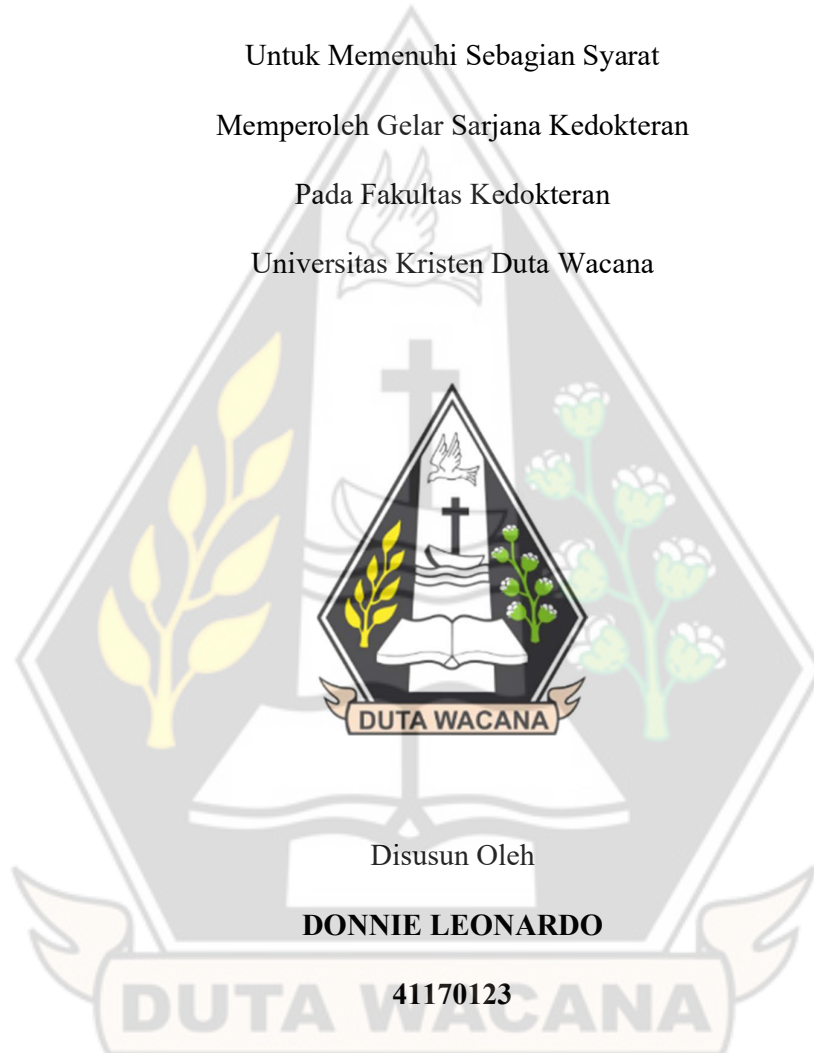 Untuk Memenuhi Sebagian Syarat
Memperoleh Gelar Sarjana Kedokteran
Pada Fakultas Kedokteran
Universitas Kristen Duta Wacana
DUTA WACANA
Disusun Oleh
DONNIE LEONARDO
41170123
DUTA WACANA